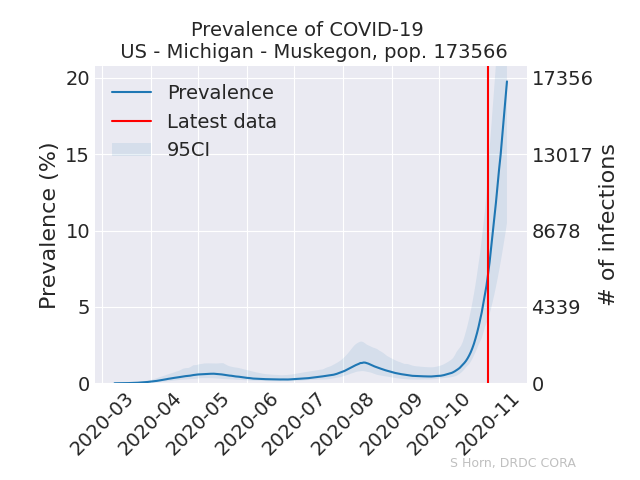 Prevalence of COVID-19
US - Michigan - Muskegon, pop. 173566
Prevalence
Latest data
95CI
Prevalence (%)
20
15
10
5
0
17356
13017
8678
4339
0
# of infections
2020-03
2020-04
2020-05
2020-06
2020-07
2020-08
2020-09
2020-10
2020-11
S Horn, DRDC CORA